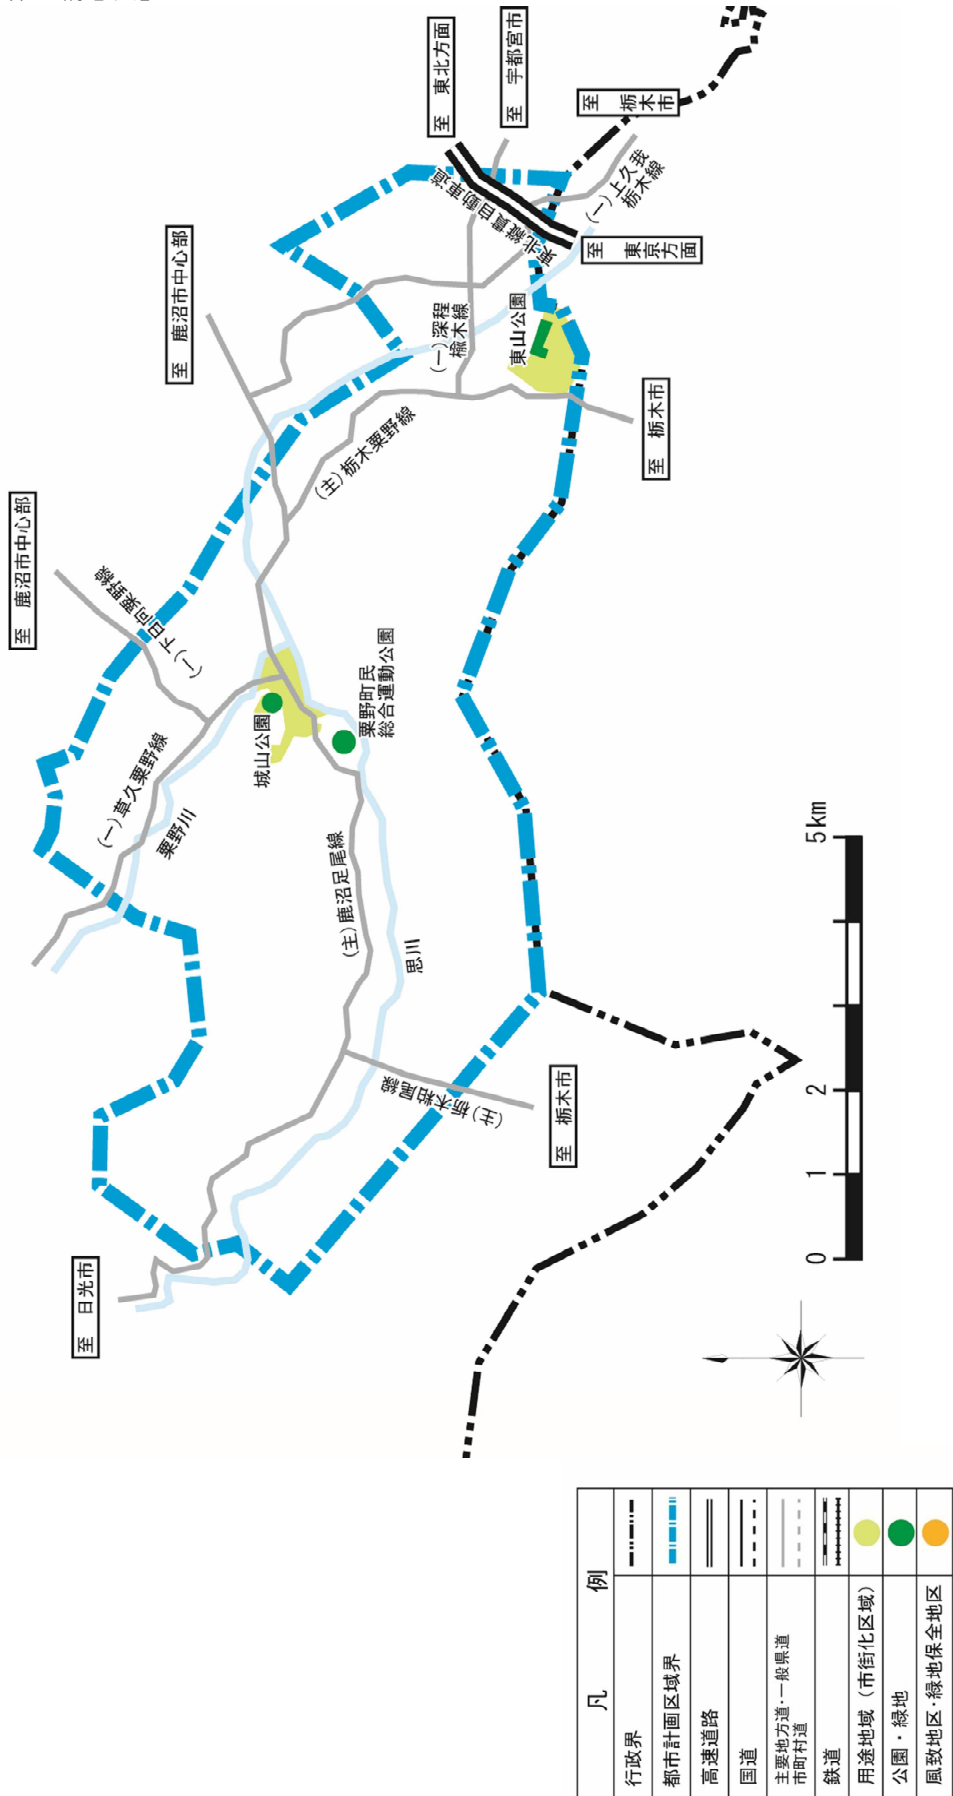 至 東北方面
至 宇都宮市
至 栃木市
(一)上久我
栃木線
東北縦貫自動車道
至 東京方面
至 鹿沼市中心部
(一)深程
楡木線
東山公園
至 栃木市
(主)栃木粟野線
至 鹿沼市中心部
(一)下日向粟野線
城山公園
粟野町民
総合運動公園
(一)草久粟野線
粟野川
(主)鹿沼足尾線
思川
(主)栃木粕尾線
至 栃木市
至 日光市
0 1 2 5km
凡 例
行政界
都市計画区域界
高速道路
国道
主要地方道・一般県道
市町村道
鉄道
用途地域(市街化区域)
公園・緑地
風致地区・緑地保全地区